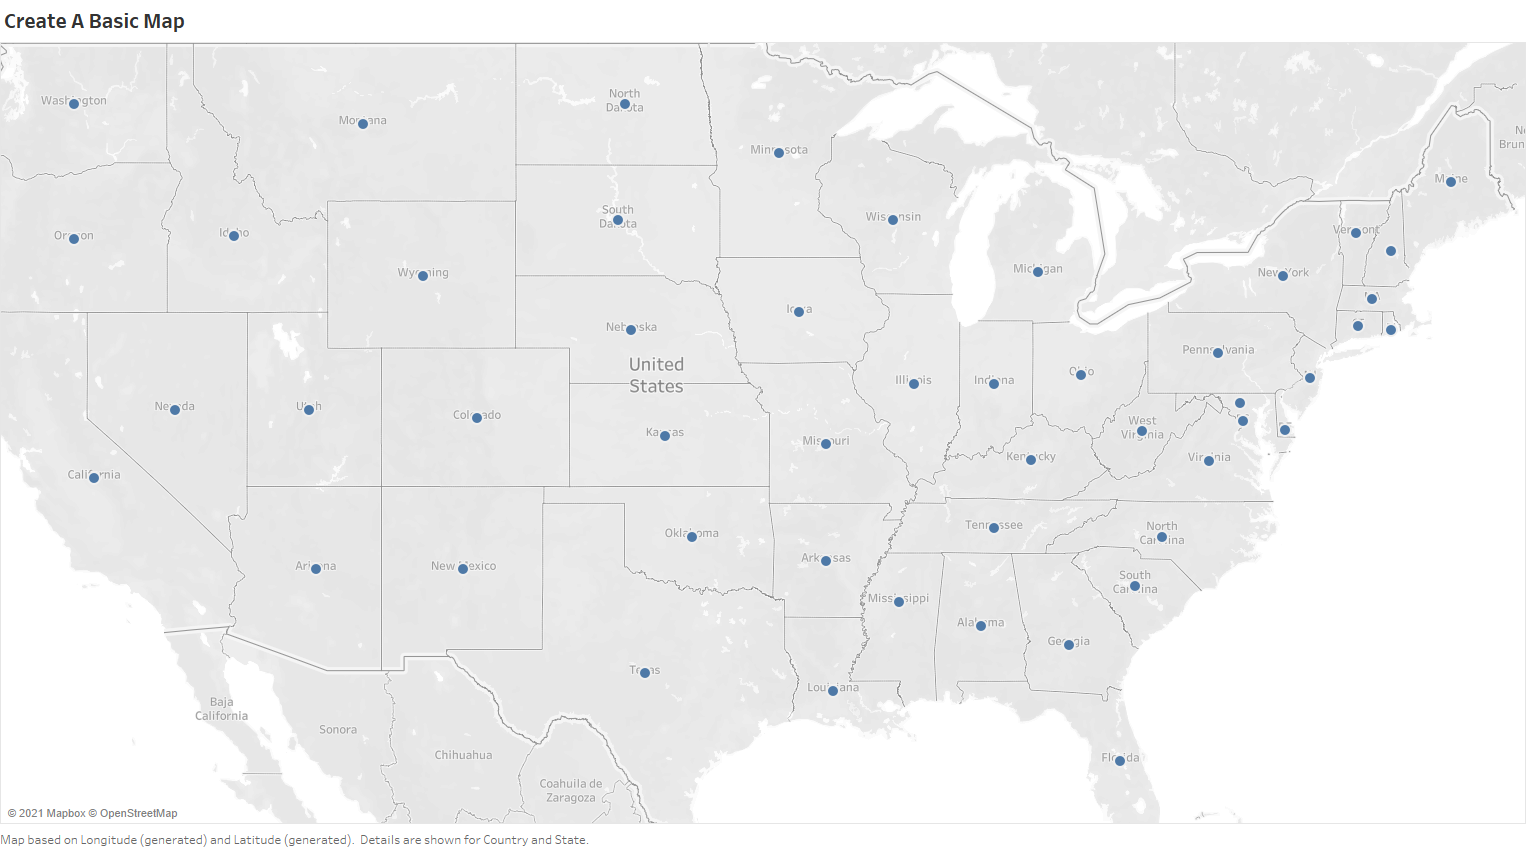 Create A Basic Map
Washington
Montana
North
Dakota
Minnesota
Maine
Oregon
Idaho
South
Dakota
Wisconsin
Vermont
Wyoming
Michigan
New York
Iowa
Nebraska
United
States
Pennsylvania
Illinois
Indiana
Ohio
Nevada
Utah
Colorado
Kansas
Missouri
West
Virginia
Virginia
Kentucky
California
Oklahoma
Tennessee
North
Carolina
Arizona
New Mexico
Arkansas
South
Carolina
Mississippi
Alabama
Georgia
Texas
Louisiana
Baja
California
Sonora
Chihuahua
Coahuila de
Zaragoza
Florida
© 2021 Mapbox © OpenStreetMap
Map based on Longitude (generated) and Latitude (generated).  Details are shown for Country and State.